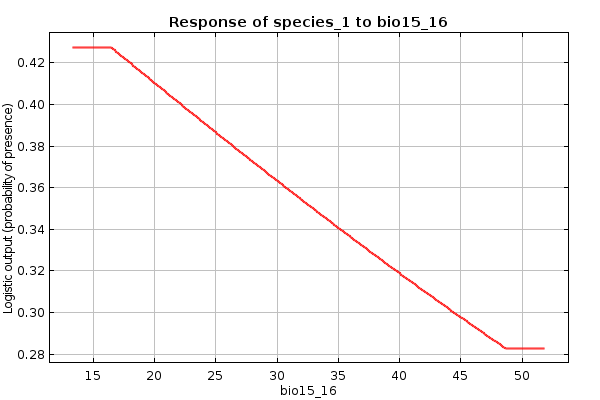 Response of species_1 to bio15_16
Logistic output (probability of presence)
0.42
0.40
0.38
0.36
0.34
0.32
0.30
0.28
15 20 25 30 35 40 45 50
bio15_16